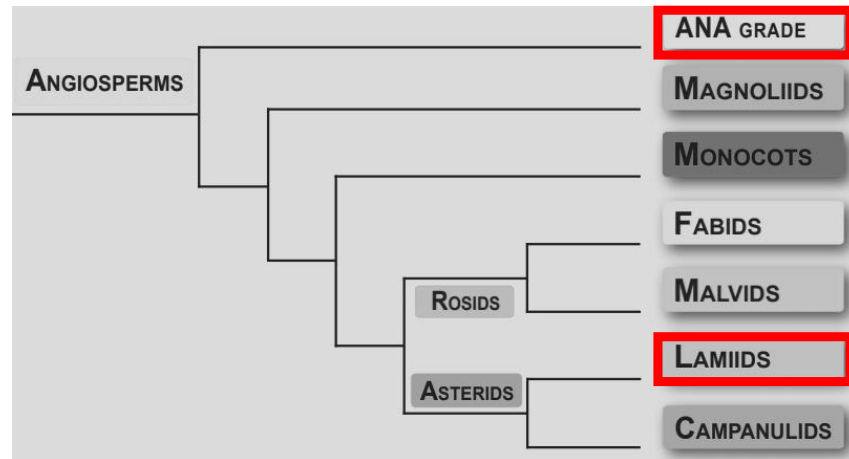 ANA GRADE
ANGIOSPERMS
MAGNOLIIDS
MONOCOTS
FABIDS
ROSIDS
MALVIDS
LAMIIDS
ASTERIDS
CAMPANULIDS